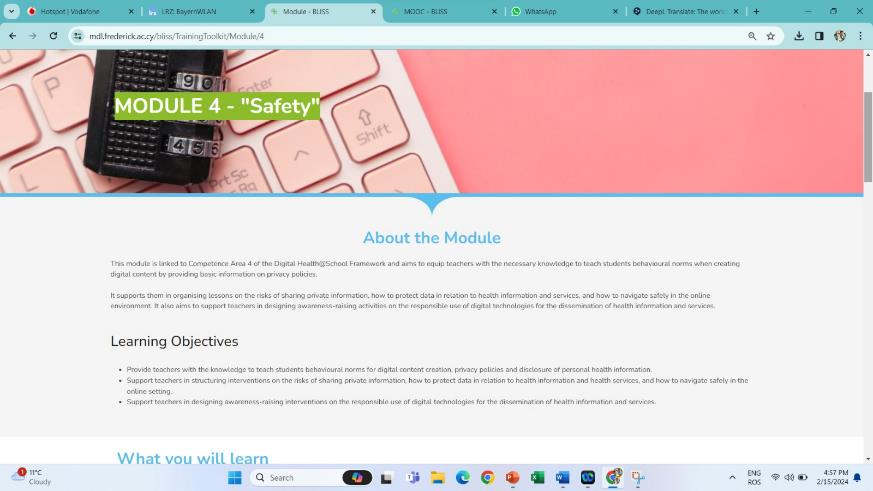 Hotspot | Vodafone
LRZ: BayernWLAN
Module - BLISS
MOOC - BLISS
WhatsApp
DeepL Translate: The worl
mdl.frederick.ac.cy/bliss/TrainingToolkit/Module/4
901
Enter
MODULE 4 - "Safety"
Shift
456
PrtSc
SysRq
About the Module
This module is linked to Competence Area 4 of the Digital Health@School Framework and aims to equip teachers with the necessary knowledge to teach students behavioural norms when creating
digital content by providing basic information on privacy policies.
It supports them in organising lessons on the risks of sharing private information, how to protect data in relation to health information and services, and how to navigate safely in the online
environment. It also aims to support teachers in designing awareness-raising activities on the responsible use of digital technologies for the dissemination of health information and services.
Learning Objectives
Provide teachers with the knowledge to teach students behavioural norms for digital content creation, privacy policies and disclosure of personal health information.
Support teachers in structuring interventions on the risks of sharing private information, how to protect data in relation to health information and health services, and how to navigate safely in the
online setting.
Support teachers in designing awareness-raising interventions on the responsible use of digital technologies for the dissemination of health information and services.
What you will learn
1
11°C
Cloudy
Search
ENG
ROS
4:57 PM
2/15/2024